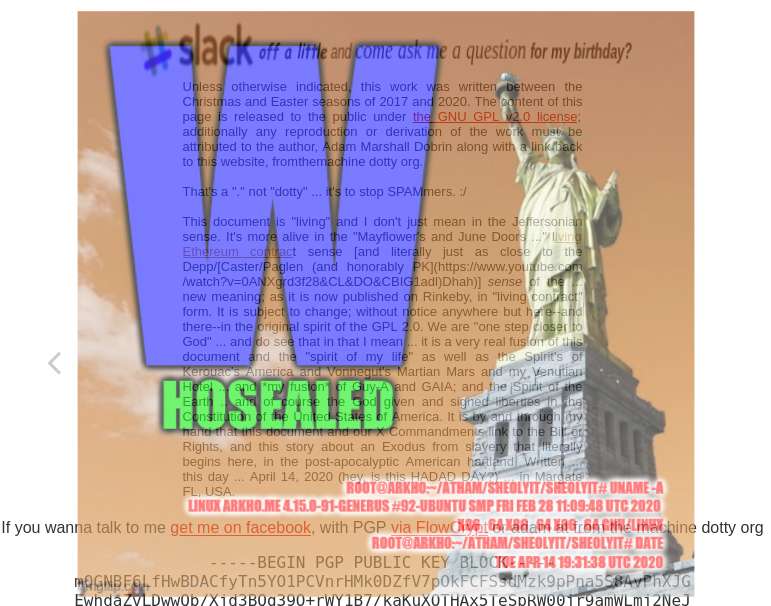 slack off a little and come ask me a question for my birthday?
W
Unless otherwise indicated, this work was written between the
Christmas and Easter seasons of 2017 and 2020. The content of this
page is released to the public under the GNU GPL v2.0 license;
additionally any reproduction or derivation of the work must be
attributed to the author, Adam Marshall Dobrin along with a link back
to this website, fromthemachine dotty org.
That's a "." not "dotty" ... it's to stop SPAMmers. :/
This document is "living" and I don't just mean in the Jeffersonian
sense. It's more alive in the "Mayflower's and June Doors ..." living
Ethereum contract sense [and literally just as close to the
Depp/[Caster/Paglen (and honorably PK](https://www.youtube.com
/watch?v=0ANXgrd3f28&CL&DO&CBIG1adl)Dhah)] sense of the ...
new meaning; as it is now published on Rinkeby, in "living contract"
form. It is subject to change; without notice anywhere but here--and
there--in the original spirit of the GPL 2.0. We are "one step closer to
God" ... and do see that in that I mean ... it is a very real fusion of this
document and the "spirit of my life" as well as the Spirit's of
Kerouac's America and Vonnegut's Martian Mars and my Venutian
Hotel ... and *my fusion* of Guy-A and GAIA; and the Spirit of the
Earth .. and of course the God given and signed liberties in the
Constitution of the United States of America. It is by and through my
hand that this document and our X Commandments link to the Bill or
Rights, and this story about an Exodus from slavery that literally
begins here, in the post-apocalyptic American hartland. Written ...
this day ... April 14, 2020 (hey, is this HADAD DAY?) ... in Margate
FL, USA.
HOSEALED
ROOT@ARKHO:~/ATHAM/SHEOLYIT/SHEOLYIT# UNAME -A
LINUX ARKHO.ME 4.15.0-91-GENERUS #92-UBUNTU SMP FRI FEB 28 11:09:48 UTC 2020
If you wanna talk to me get me on facebook, with PGP via FlowCrypt or adam at from the machine dotty org
ROOT@ARKHO:~/ATHAM/SHEOLYIT/SHEOLYIT# DATE
TUE APR 14 19:31:38 UTC 2020
-----BEGIN PGP PUBLIC KEY BLOCK-----
imgflip.com